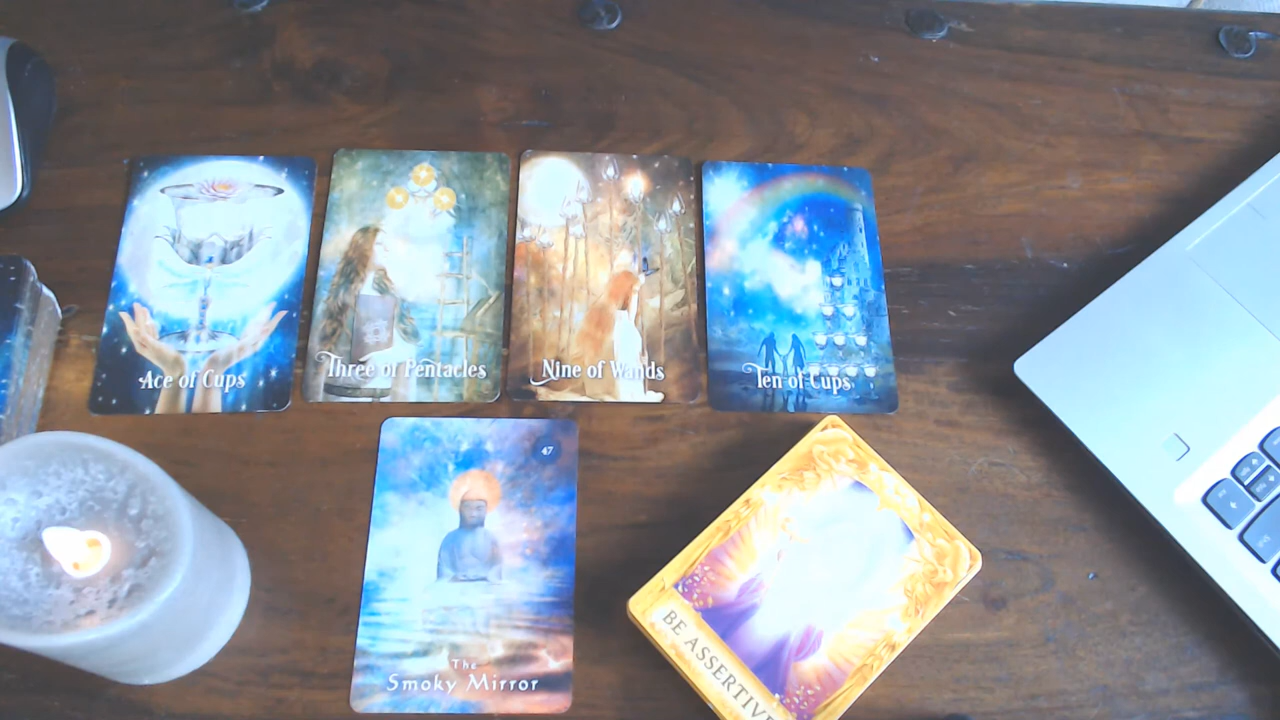 Ace of Cups
Three of Pentacles
Nine of Wands
Ten of Cups
47
The
Smoky Mirror
BE ASSERTIVE